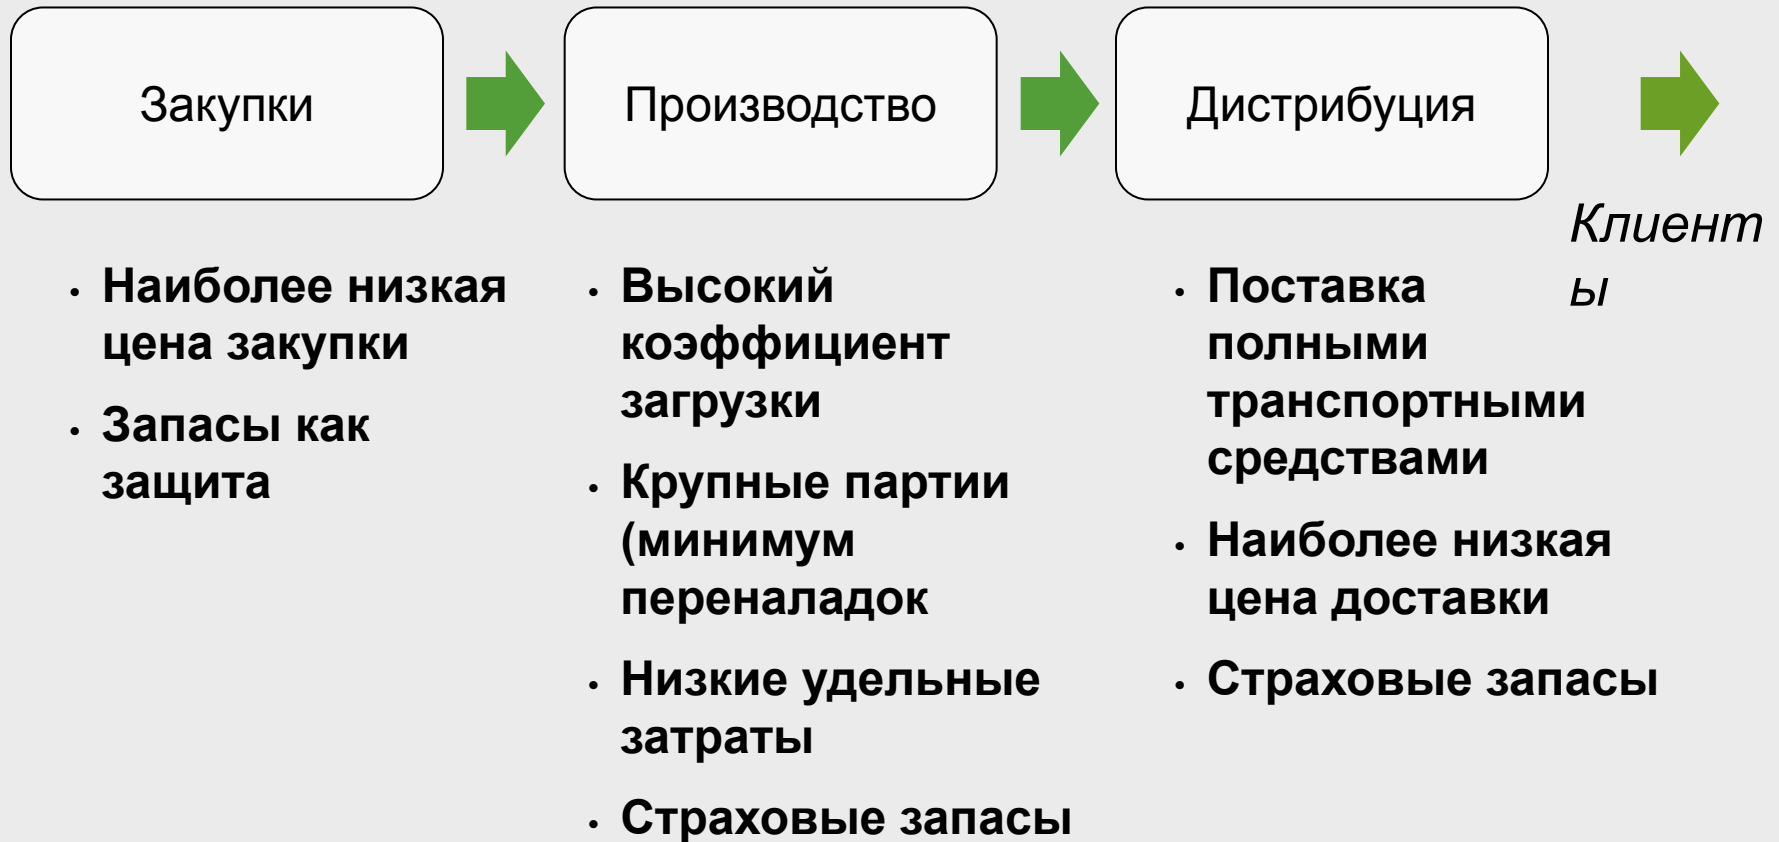 Закупки
Производство
Дистрибуция
Клиент
ы
• Наиболее низкая
цена закупки
• Запасы как
защита
• Высокий
коэффициент
загрузки
• Крупные партии
(минимум
переналадок
• Низкие удельные
затраты
• Страховые запасы
• Поставка
полными
транспортными
средствами
• Наиболее низкая
цена доставки
• Страховые запасы